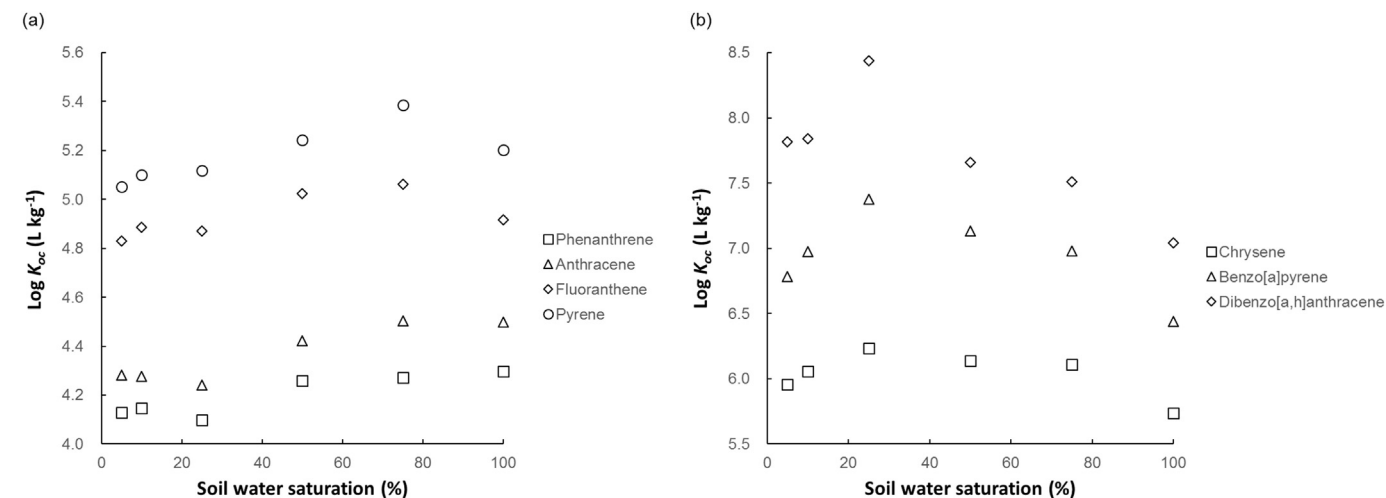 (a)
5.6
5.4
5.2
5.0
4.8
4.6
4.4
4.2
4.0
Log Koc (L kg-1)
0 20 40 60 80 100
Soil water saturation (%)
Phenanthrene
Anthracene
Fluoranthene
Pyrene
(b)
8.5
8.0
7.5
7.0
6.5
6.0
5.5
Log Koc (L kg-1)
0 20 40 60 80 100
Soil water saturation (%)
Chrysene
Benzo[a]pyrene
Dibenzo[a,h]anthracene